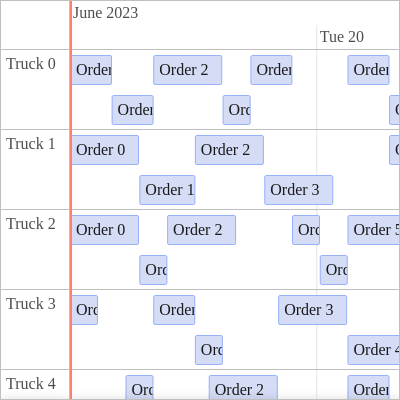 June 2023
Tue 20
Truck 0
Order Order 2 Order Order
Order Ord
Truck 1
Order 0 Order 2
Order 1 Order 3
Truck 2
Order 0 Order 2 Ord Order 5
Ord Ord
Truck 3
Ord Order Order 3
Ord Order 4
Truck 4
Ord Order 2 Order